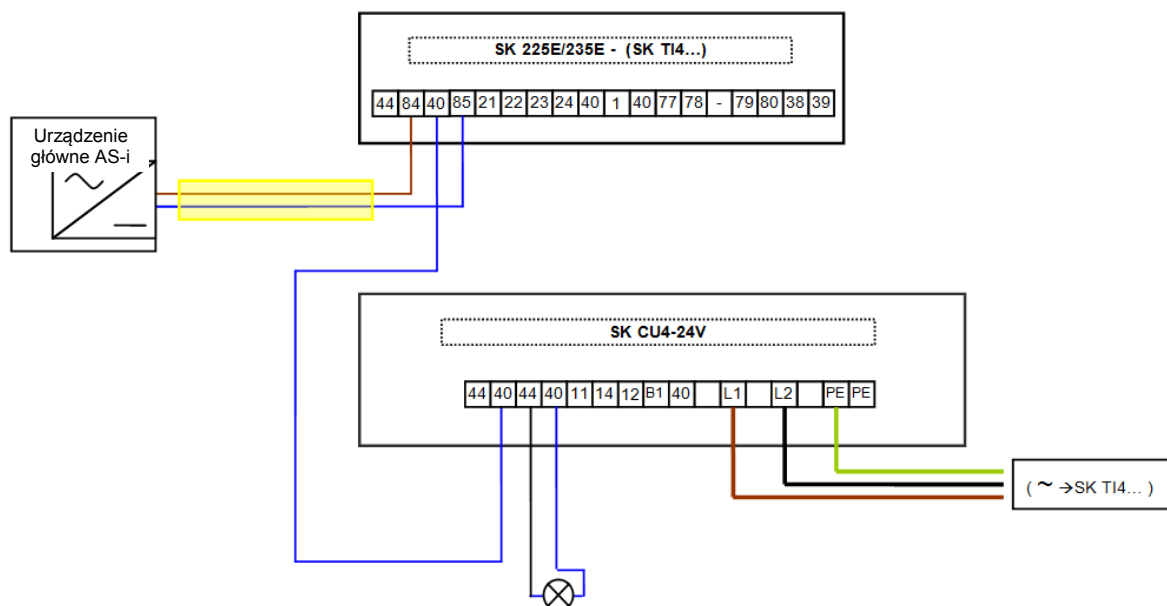 SK 225E/235E - (SK TI4...)
44 84 40 85 21 22 23 24 40 1 40 77 78 - 79 80 38 39
Urządzenie
główne AS-i
SK CU4-24V
44 40 44 40 11 14 12 B1 40 L1 L2 PE PE
( ~ →SK TI4... )